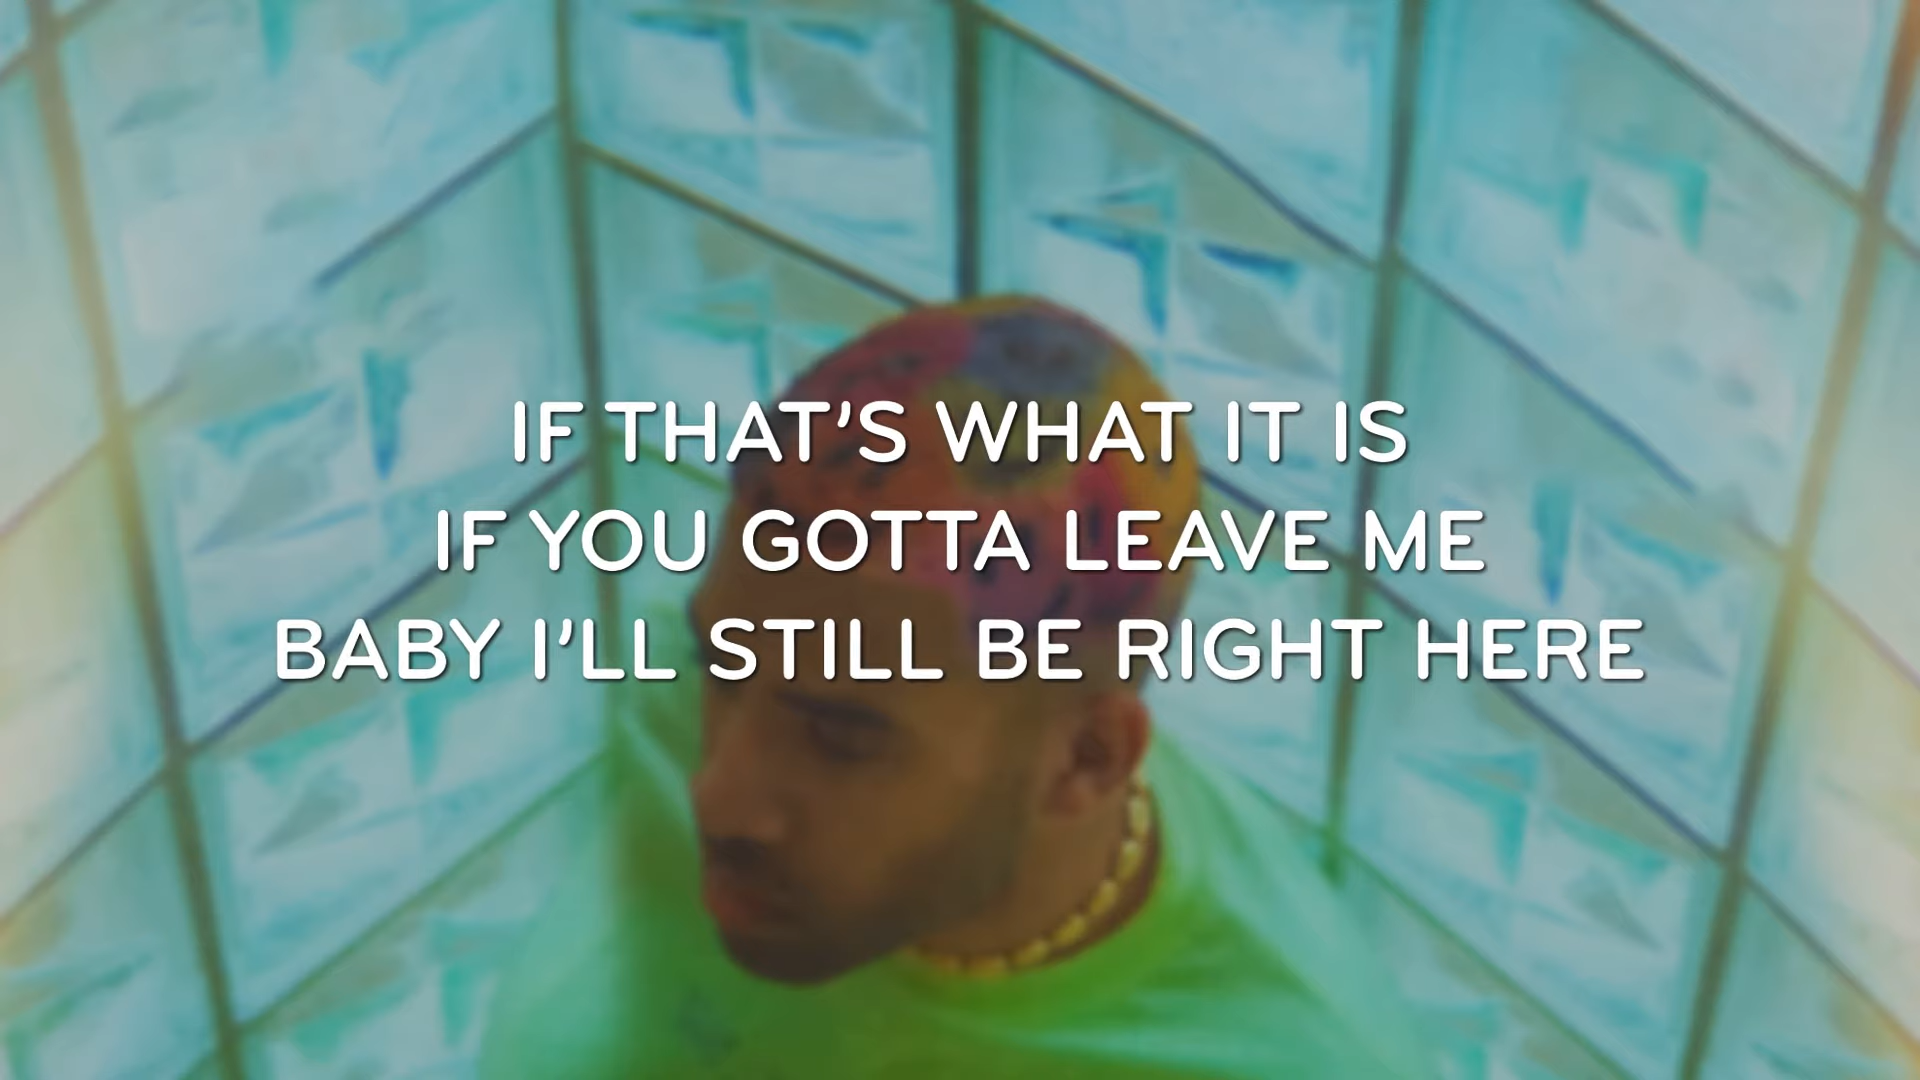 IF THAT'S WHAT IT IS
IF YOU GOTTA LEAVE ME
BABY I'LL STILL BE RIGHT HERE